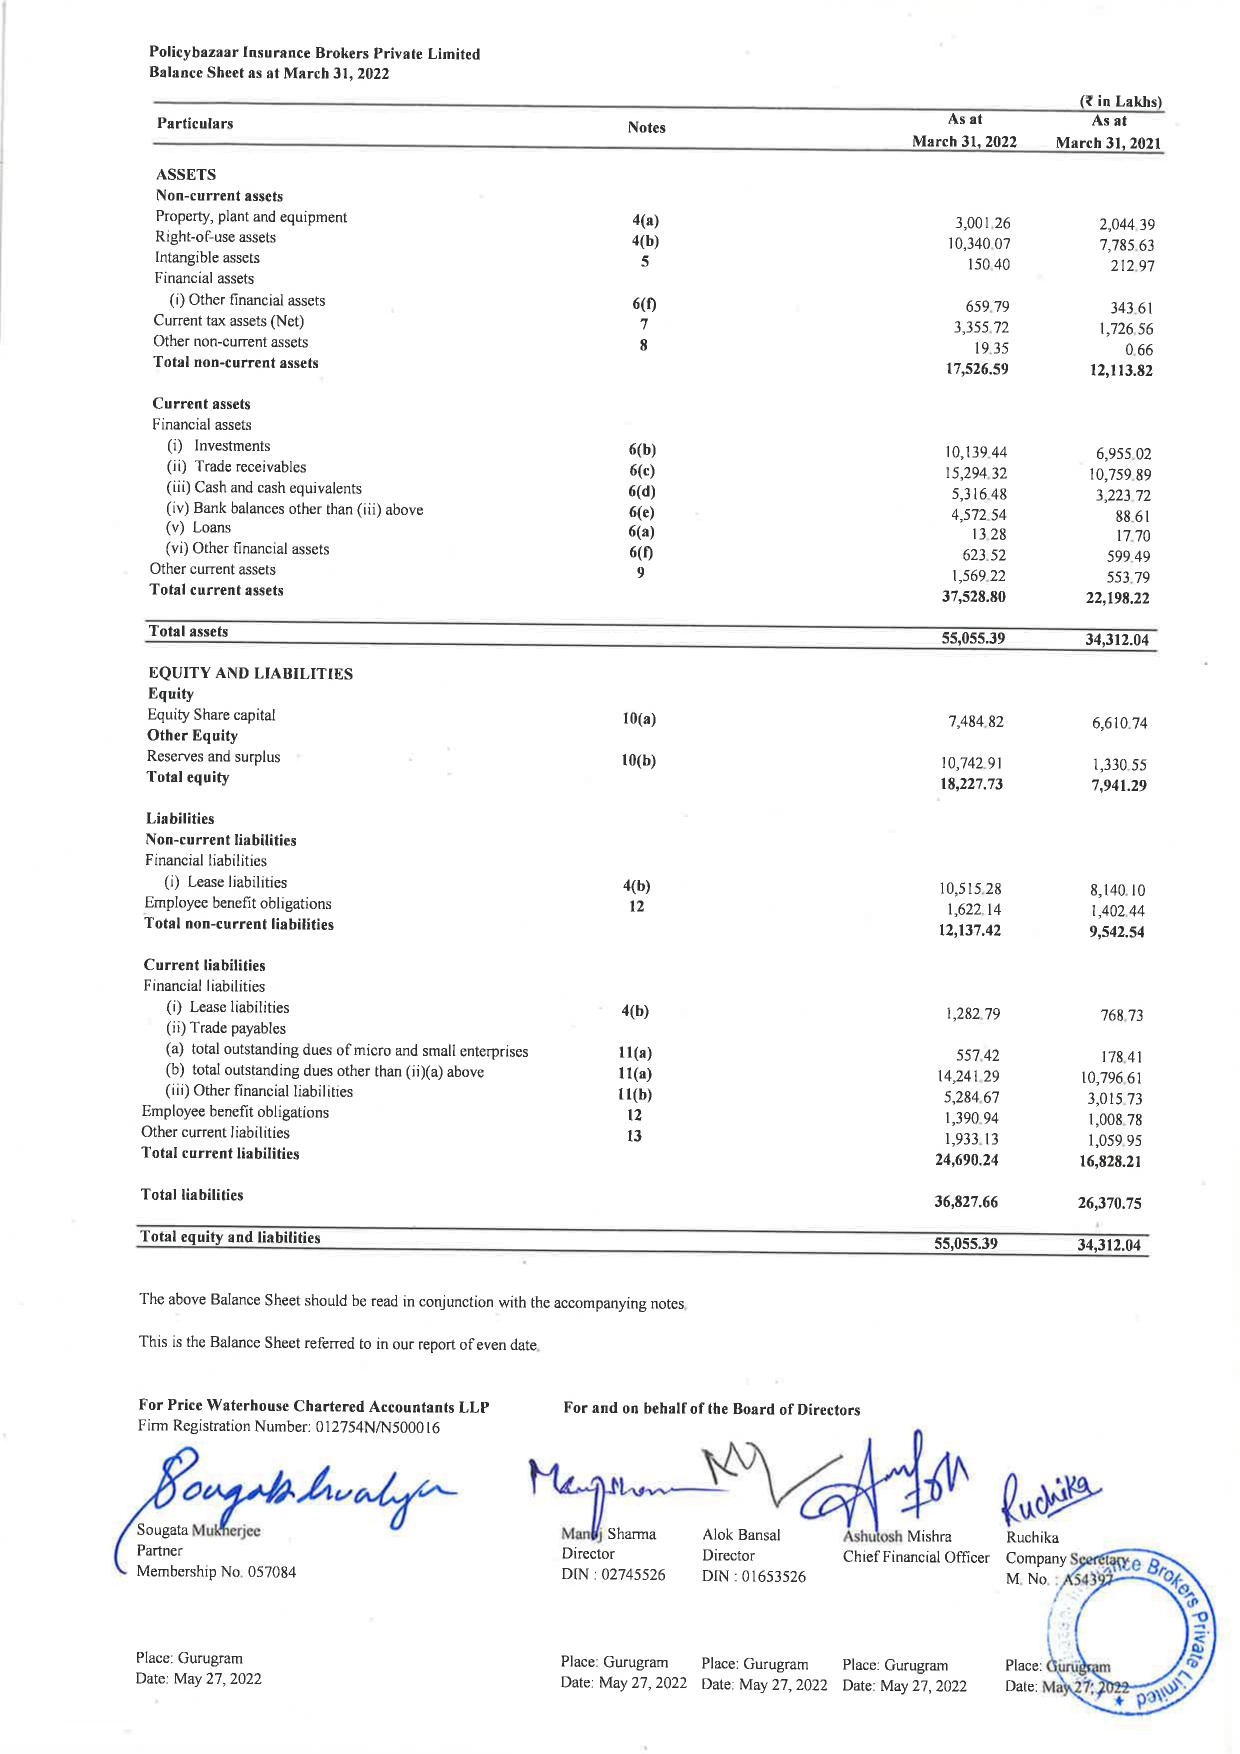 Policybazaar Insurance Brokers Private Limited
Balance Sheet as at March 31, 2022
(₹ in Lakhs)
Particulars Notes As at March 31, 2022 As at March 31, 2021
ASSETS
Non-current assets
Property, plant and equipment 4(a) 3,001.26 2,044.39
Right-of-use assets 4(b) 10,340.07 7,785.63
Intangible assets 5 150.40 212.97
Financial assets
(i) Other financial assets 6(f) 659.79 343.61
Current tax assets (Net) 7 3,355.72 1,726.56
Other non-current assets 8 19.35 0.66
Total non-current assets 17,526.59 12,113.82
Current assets
Financial assets
(i) Investments 6(b) 10,139.44 6,955.02
(ii) Trade receivables 6(c) 15,294.32 10,759.89
(iii) Cash and cash equivalents 6(d) 5,316.48 3,223.72
(iv) Bank balances other than (iii) above 6(e) 4,572.54 88.61
(v) Loans 6(a) 13.28 17.70
(vi) Other financial assets 6(f) 623.52 599.49
Other current assets 9 1,569.22 553.79
Total current assets 37,528.80 22,198.22
Total assets 55,055.39 34,312.04
EQUITY AND LIABILITIES
Equity
Equity Share capital 10(a) 7,484.82 6,610.74
Other Equity
Reserves and surplus 10(b) 10,742.91 1,330.55
Total equity 18,227.73 7,941.29
Liabilities
Non-current liabilities
Financial liabilities
(i) Lease liabilities 4(b) 10,515.28 8,140.10
Employee benefit obligations 12 1,622.14 1,402.44
Total non-current liabilities 12,137.42 9,542.54
Current liabilities
Financial liabilities
(i) Lease liabilities 4(b) 1,282.79 768.73
(ii) Trade payables
(a) total outstanding dues of micro and small enterprises 11(a) 557.42 178.41
(b) total outstanding dues other than (ii)(a) above 11(a) 14,241.29 10,796.61
(iii) Other financial liabilities 11(b) 5,284.67 3,015.73
Employee benefit obligations 12 1,390.94 1,008.78
Other current liabilities 13 1,933.13 1,059.95
Total current liabilities 24,690.24 16,828.21
Total liabilities 36,827.66 26,370.75
Total equity and liabilities 55,055.39 34,312.04
The above Balance Sheet should be read in conjunction with the accompanying notes.
This is the Balance Sheet referred to in our report of even date.
For Price Waterhouse Chartered Accountants LLP For and on behalf of the Board of Directors
Firm Registration Number: 012754N/N500016
Ruchika
Sougata Mukherjee Manoj Sharma Alok Bansal Ashutosh Mishra Ruchika
Partner Director Director Chief Financial Officer Company Secretary
Membership No. 057084 DIN : 02745526 DIN : 01653526 M. No. : A54397
Brokers Private Limited
Place: Gurugram Place: Gurugram Place: Gurugram Place: Gurugram Place: Gurugram
Date: May 27, 2022 Date: May 27, 2022 Date: May 27, 2022 Date: May 27, 2022 Date: May 27, 2022